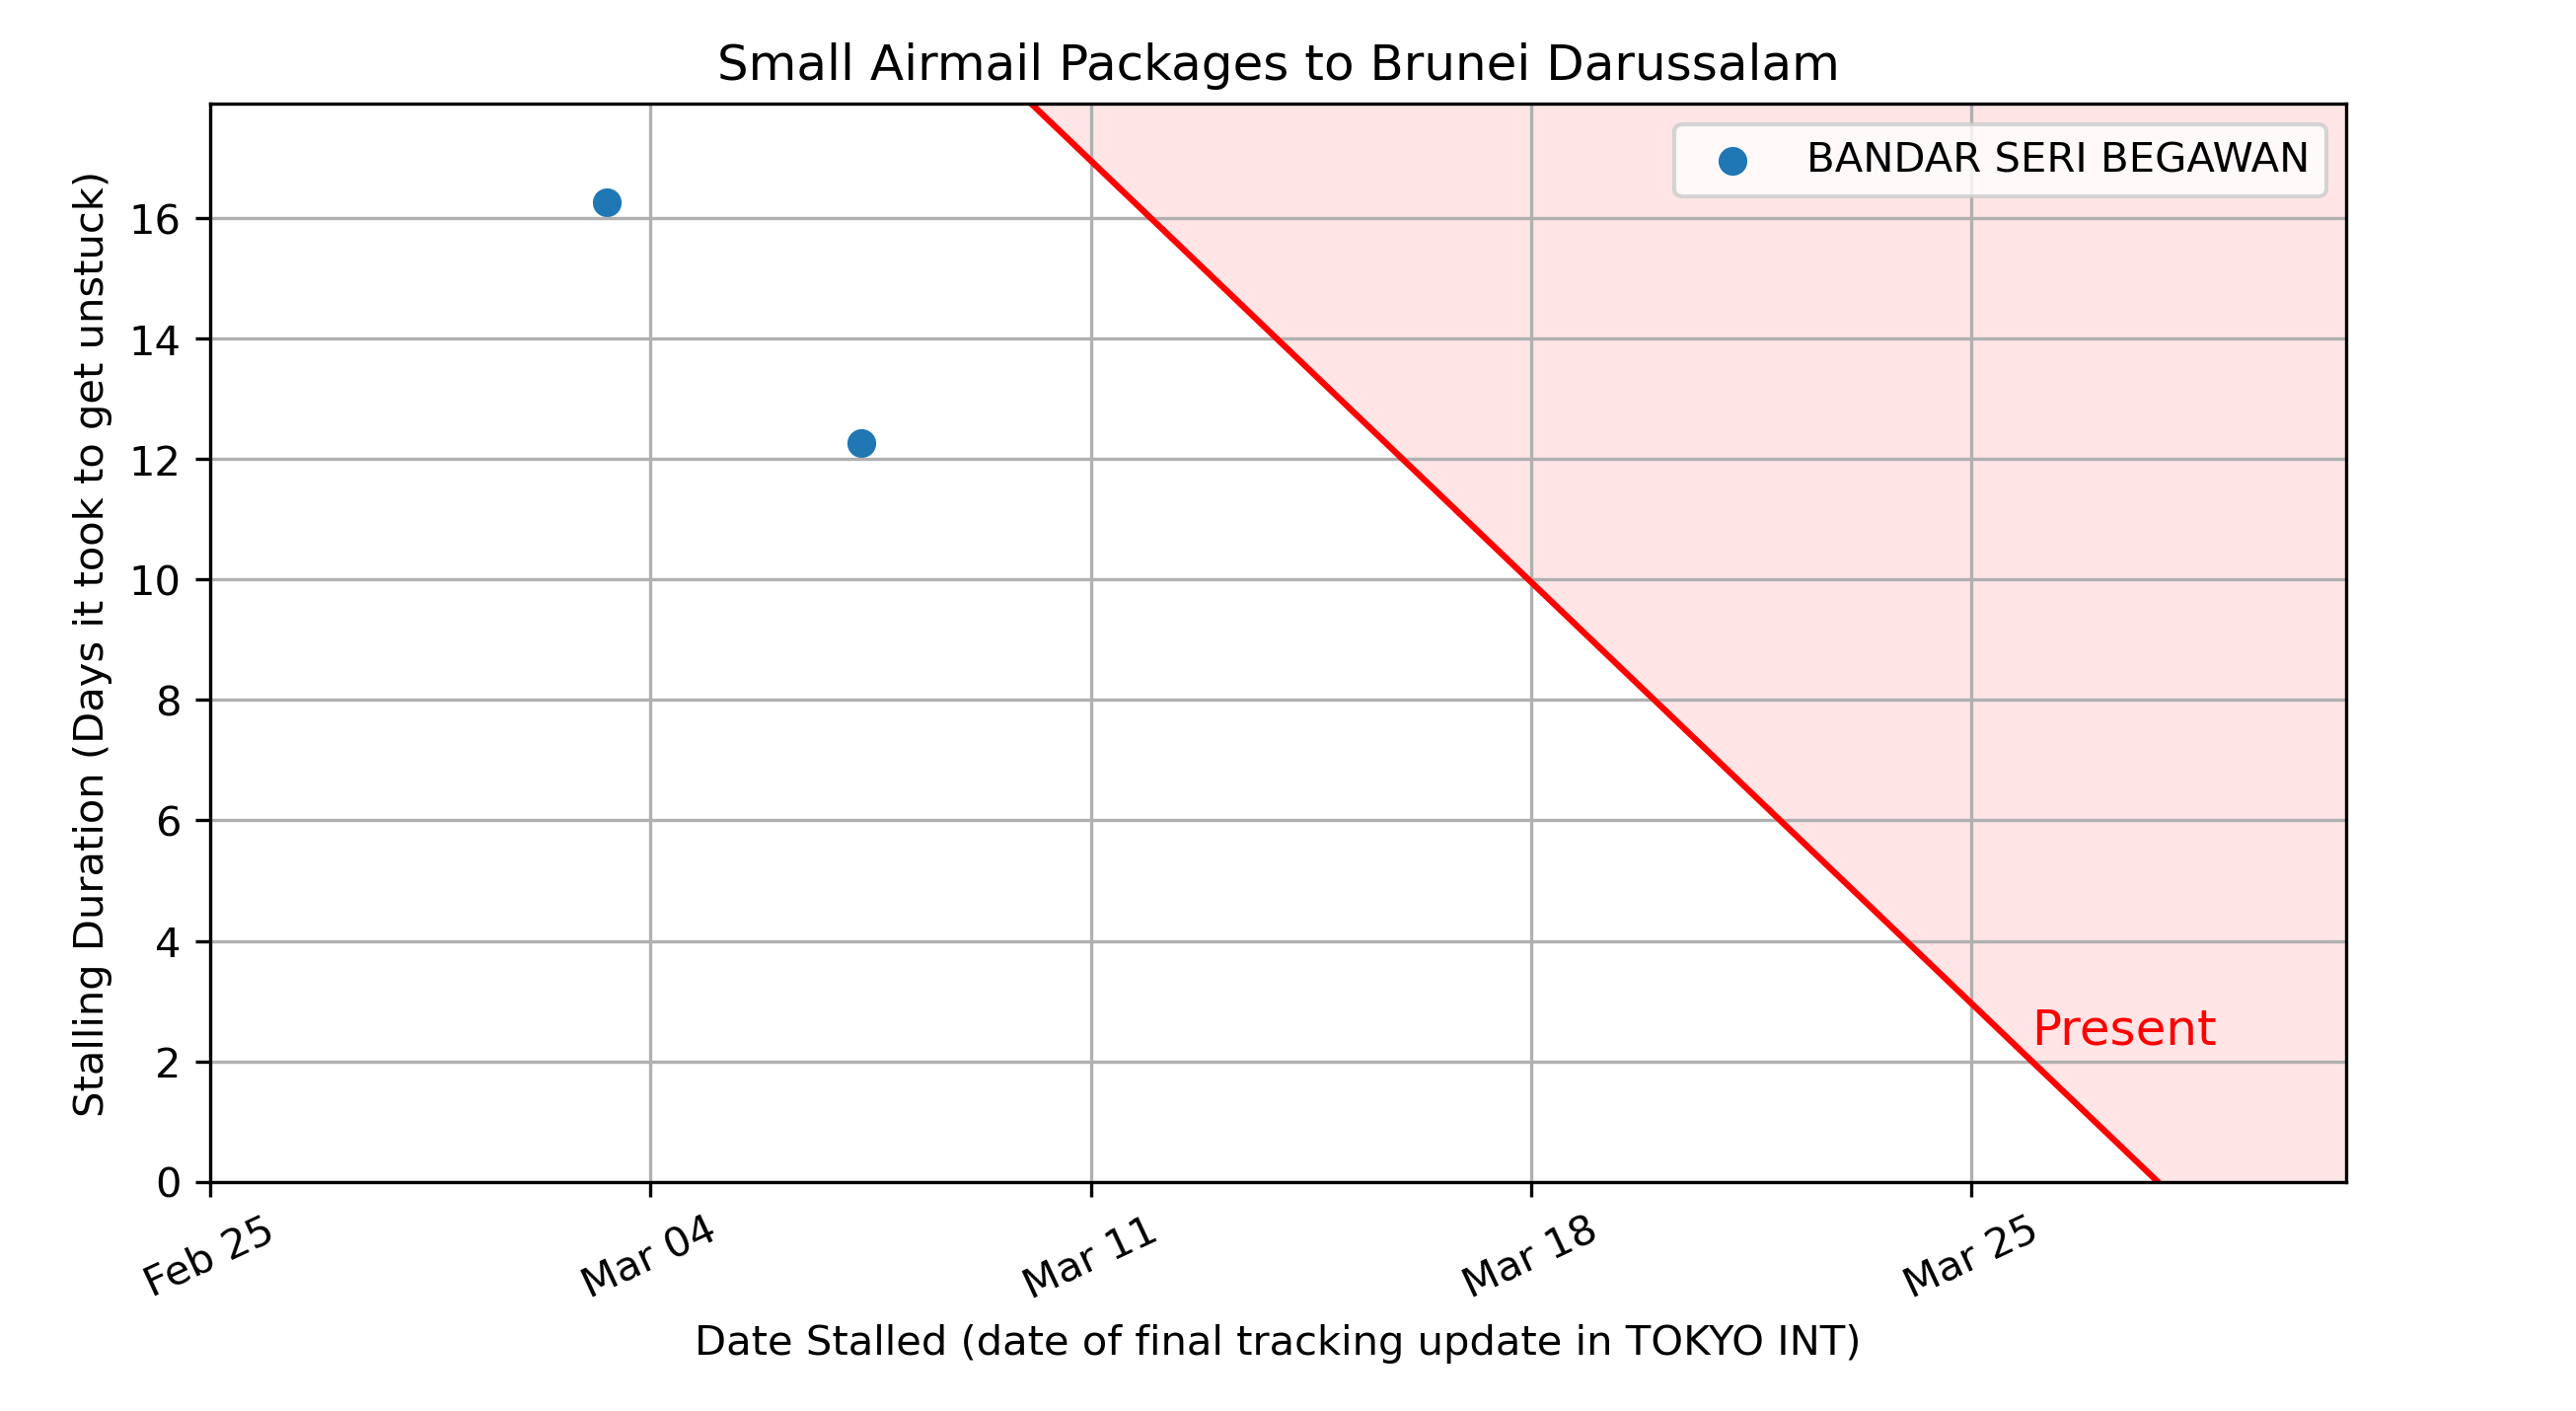 Small Airmail Packages to Brunei Darussalam
BANDAR SERI BEGAWAN
Stalling Duration (Days it took to get unstuck)
16
14
12
10
8
6
4
2
0
Present
Feb 25
Mar 04
Mar 11
Mar 18
Mar 25
Date Stalled (date of final tracking update in TOKYO INT)